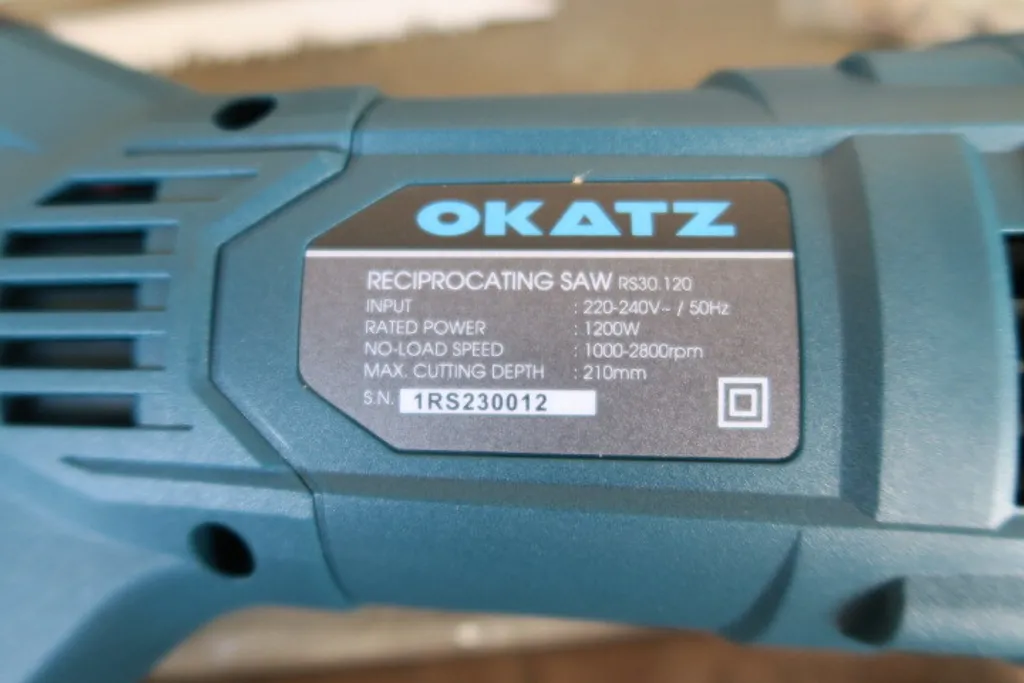 OKATZ
RECIPROCATING SAW RS30.120
INPUT : 220-240V~ / 50Hz
RATED POWER : 1200W
NO-LOAD SPEED : 1000-2800rpm
MAX. CUTTING DEPTH : 210mm
S.N. 1RS230012